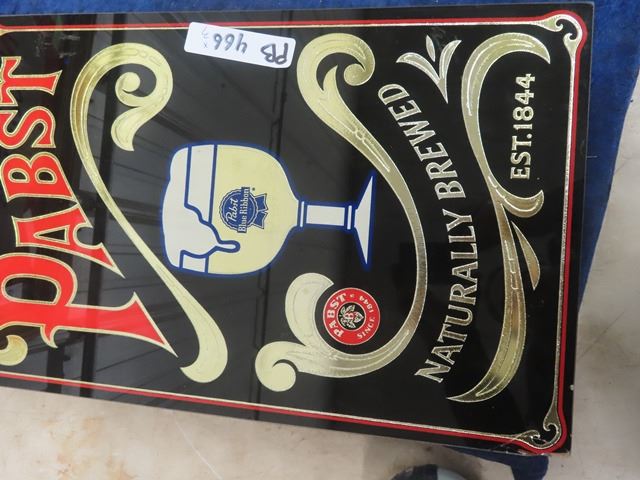 PABST
Pabst
Blue Ribbon
®
PABST
SINCE 1844
B
NATURALLY BREWED
EST. 1844
PB
466